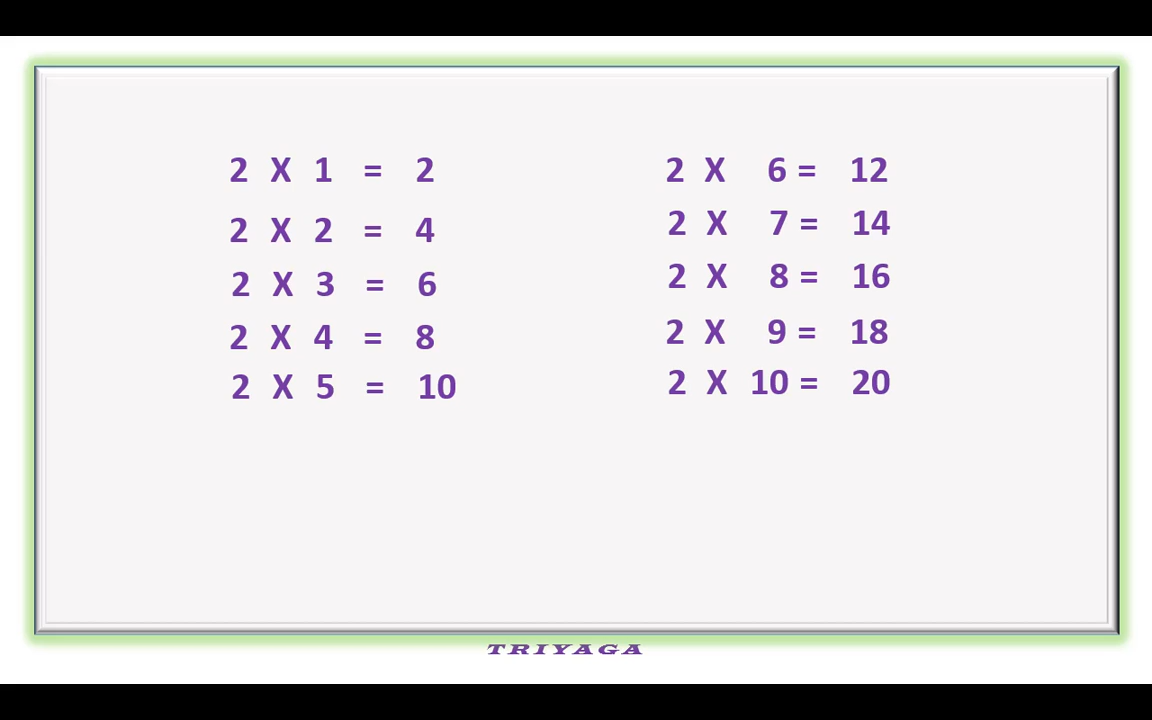 2 X 1 = 2
2 X 2 = 4
2 X 3 = 6
2 X 4 = 8
2 X 5 = 10
2 X 6 = 12
2 X 7 = 14
2 X 8 = 16
2 X 9 = 18
2 X 10 = 20
TRIYAGA